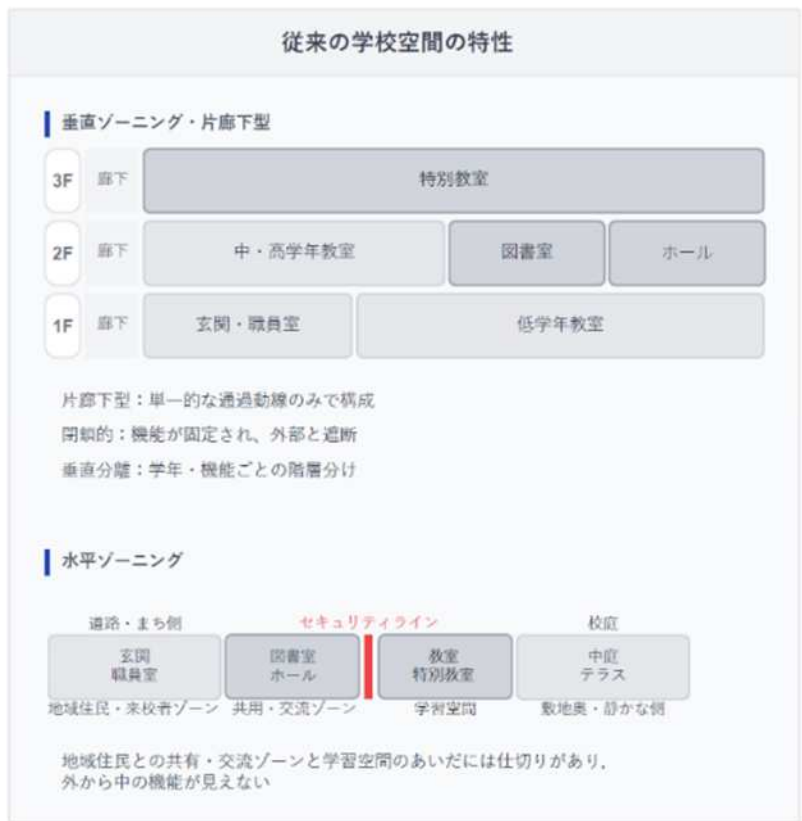 従来の学校空間の特性
垂直ゾーニング・片廊下型
3F 廊下 特別教室
2F 廊下 中・高学年教室 図書室 ホール
1F 廊下 玄関・職員室 低学年教室
片廊下型：単一的な通過動線のみで構成
閉鎖的：機能が固定され、外部と遮断
垂直分離：学年・機能ごとの階層分け
水平ゾーニング
道路・まち側 セキュリティライン 校庭
玄関 図書室 教室 中庭
職員室 ホール 特別教室 テラス
地域住民・来校者ゾーン 共用・交流ゾーン 学習空間 敷地奥・静かな側
地域住民との共有・交流ゾーンと学習空間のあいだには仕切りがあり，
外から中の機能が見えない